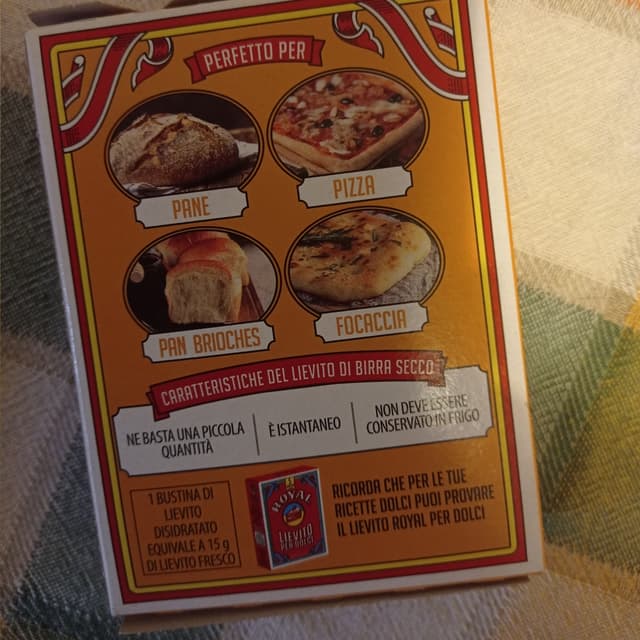 PERFETTO PER
PANE
PIZZA
PAN BRIOCHES
FOCACCIA
CARATTERISTICHE DEL LIEVITO DI BIRRA SECCO
NE BASTA UNA PICCOLA
QUANTITÀ
È ISTANTANEO
NON DEVE ESSERE
CONSERVATO IN FRIGO
1 BUSTINA DI
LIEVITO
DISIDRATATO
EQUIVALE A 15 g
DI LIEVITO FRESCO
ROYAL
LIEVITO
PER DOLCI
RICORDA CHE PER LE TUE
RICETTE DOLCI PUOI PROVARE
IL LIEVITO ROYAL PER DOLCI